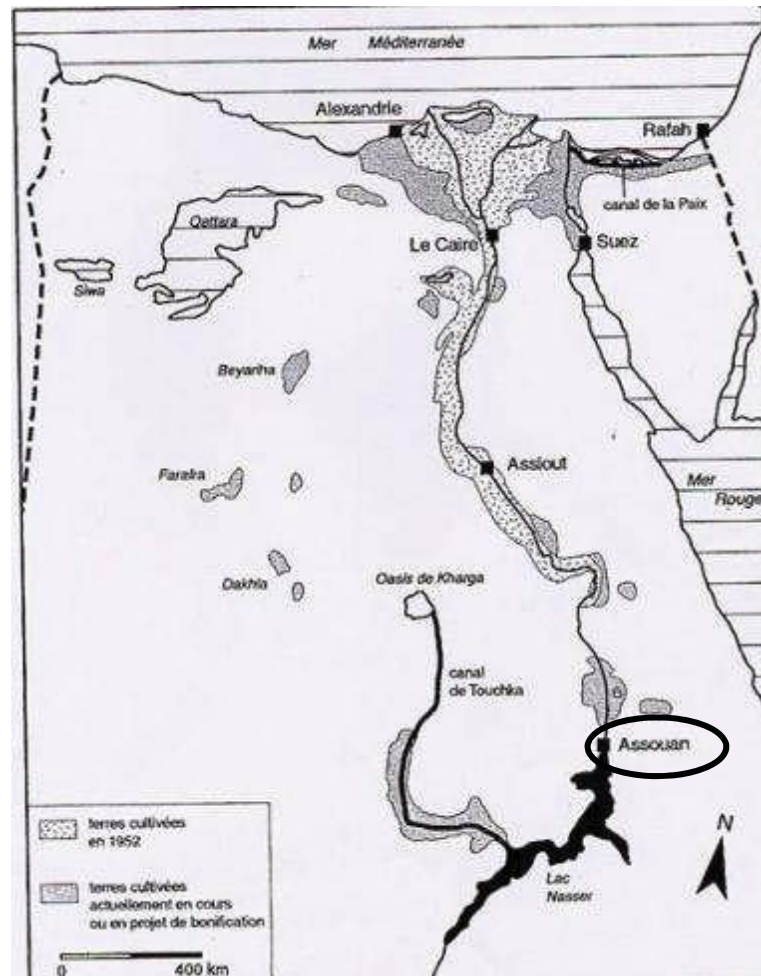 Mer Méditerranée
Alexandrie
Rafah
canal de la Paix
Qattara
Le Caire
Suez
Siwa
Beyariha
Farafra
Assiout
Mer
Rouge
Dakhla
Oasis de Kharga
canal
de Touchka
Assouan
N
Lac
Nasser
terres cultivées
en 1952
terres cultivées
actuellement en cours
ou en projet de bonification
0 400 km